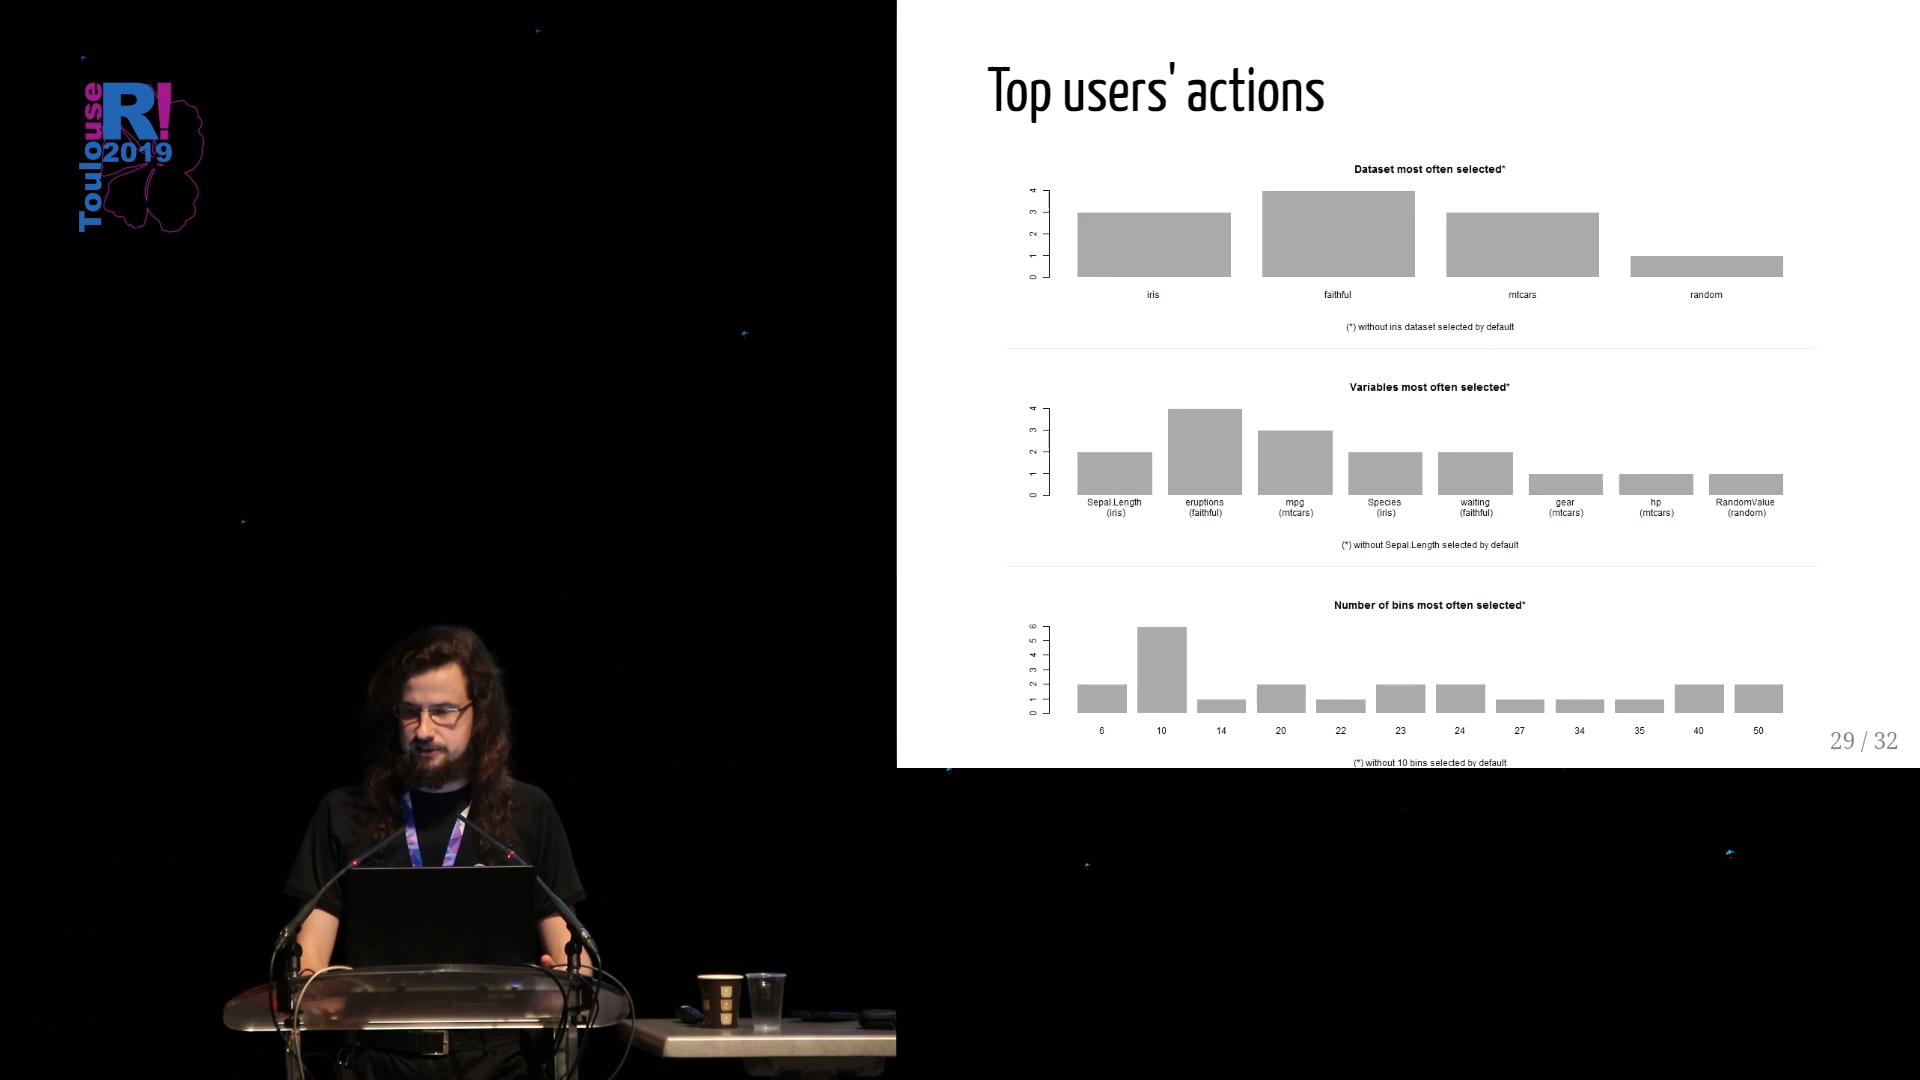 Toulouse
R!
2019
Top users' actions
Dataset most often selected*
4
3
2
1
0
iris faithful mtcars random
(*) without iris dataset selected by default
Variables most often selected*
4
3
2
1
0
Sepal.Length eruptions mpg Species waiting gear hp RandomValue
(iris) (faithful) (mtcars) (iris) (faithful) (mtcars) (mtcars) (random)
(*) without Sepal.Length selected by default
Number of bins most often selected*
6
5
4
3
2
1
0
6 10 14 20 22 23 24 27 34 35 40 50
(*) without 10 bins selected by default
29 / 32